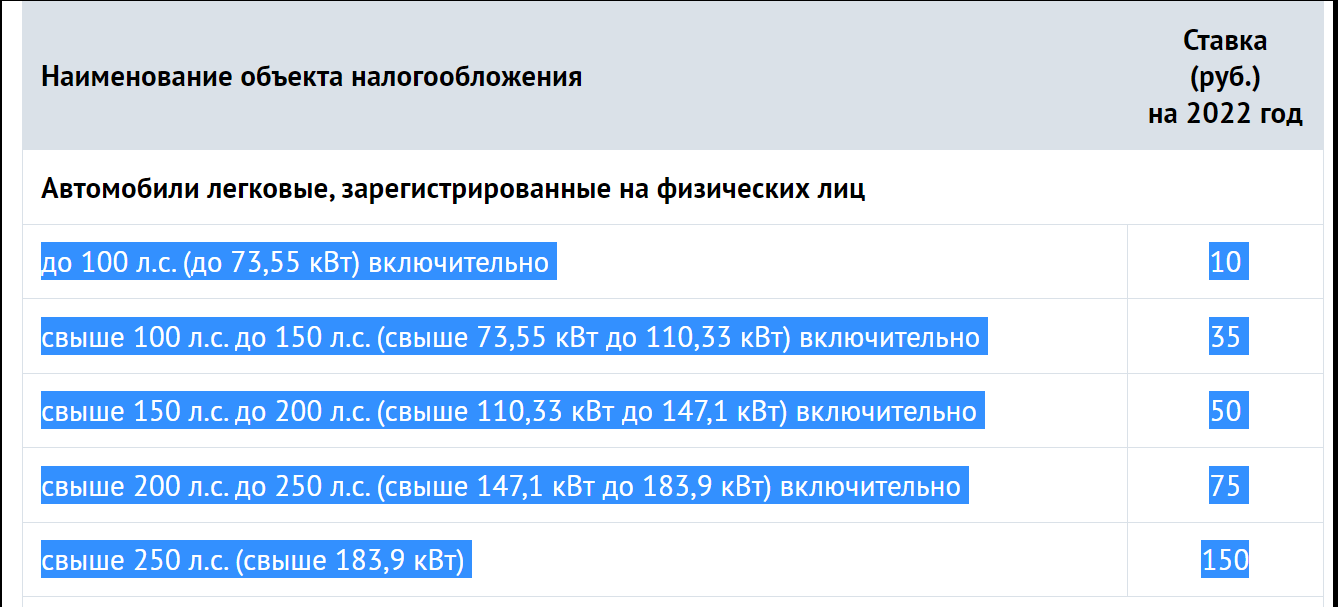 Наименование объекта налогообложения
Ставка
(руб.)
на 2022 год
Автомобили легковые, зарегистрированные на физических лиц
до 100 л.с. (до 73,55 кВт) включительно 10
свыше 100 л.с. до 150 л.с. (свыше 73,55 кВт до 110,33 кВт) включительно 35
свыше 150 л.с. до 200 л.с. (свыше 110,33 кВт до 147,1 кВт) включительно 50
свыше 200 л.с. до 250 л.с. (свыше 147,1 кВт до 183,9 кВт) включительно 75
свыше 250 л.с. (свыше 183,9 кВт) 150